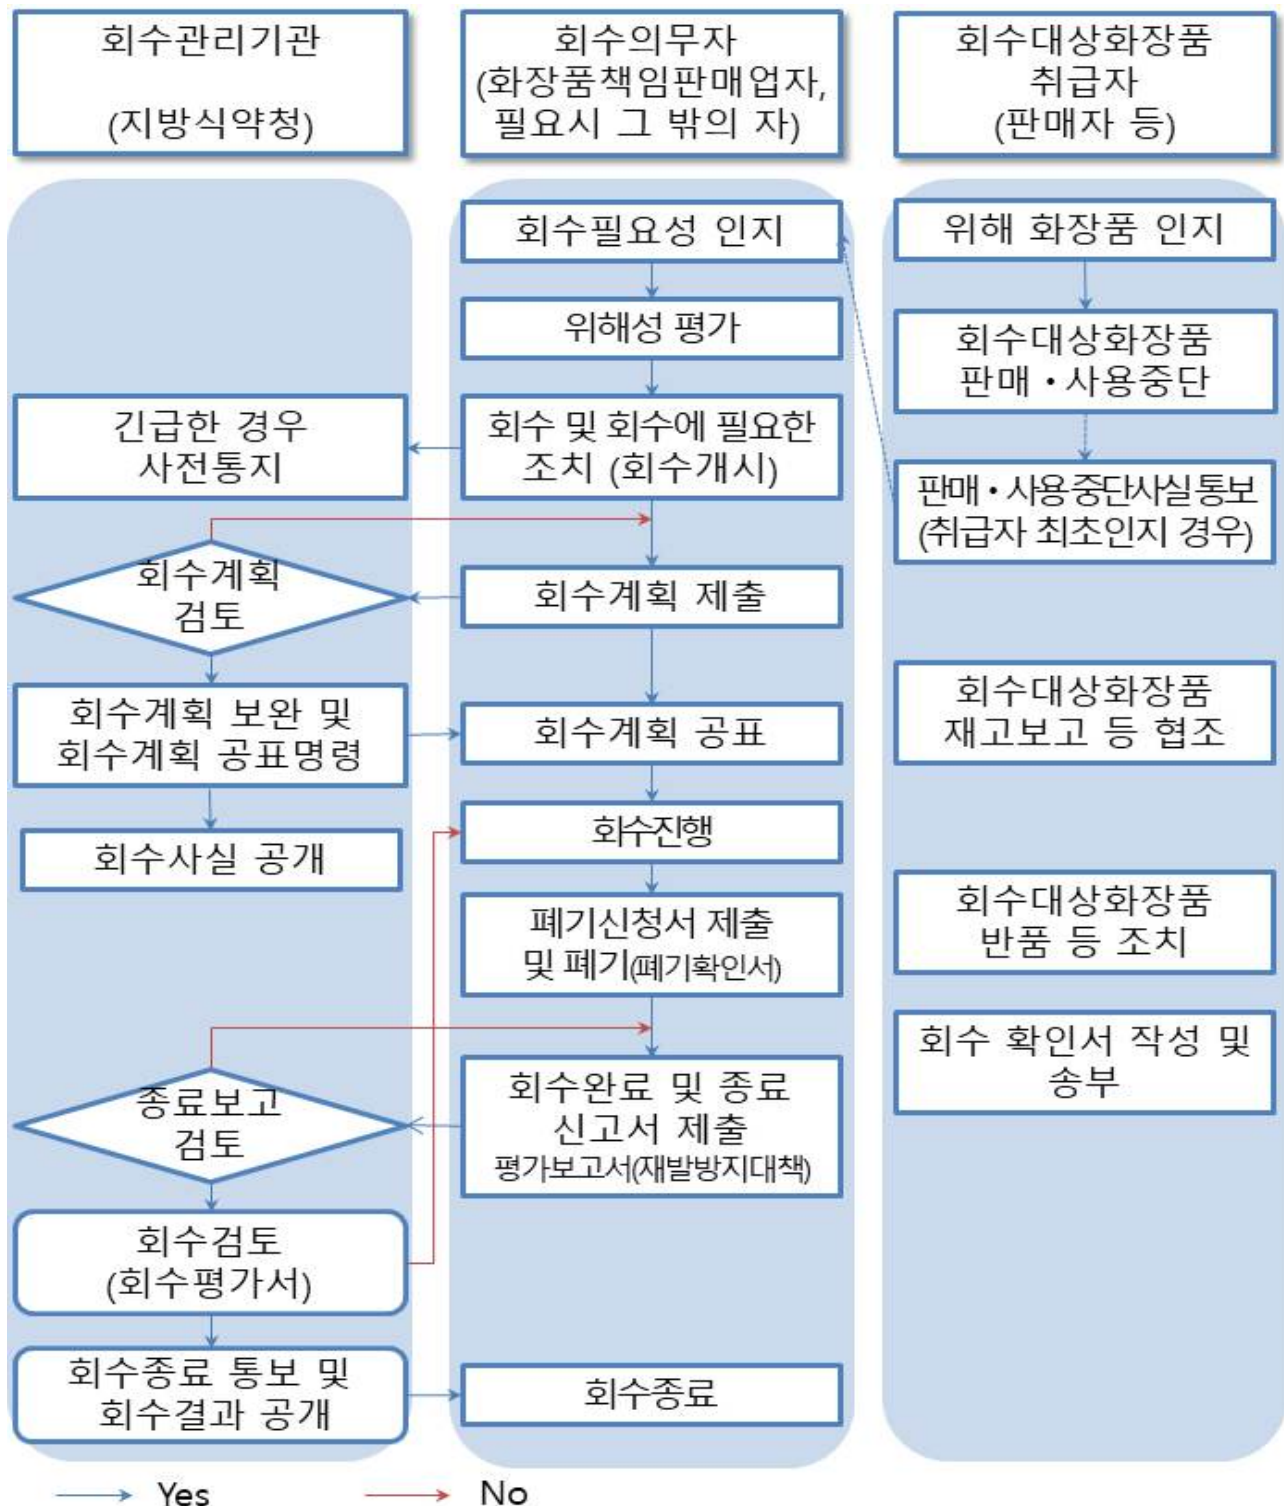 회수관리기관
(지방식약청)
회수의무자
(화장품책임판매업자,
필요시 그 밖의 자)
회수대상화장품
취급자
(판매자 등)
회수필요성 인지
위해 화장품 인지
위해성 평가
회수대상화장품
판매・사용중단
긴급한 경우
사전통지
회수 및 회수에 필요한
조치 (회수개시)
판매・사용중단사실통보
(취급자 최초인지 경우)
회수계획
검토
회수계획 제출
회수계획 보완 및
회수계획 공표명령
회수계획 공표
회수대상화장품
재고보고 등 협조
회수사실 공개
회수진행
폐기신청서 제출
및 폐기(폐기확인서)
회수대상화장품
반품 등 조치
회수 확인서 작성 및
송부
종료보고
검토
회수완료 및 종료
신고서 제출
평가보고서(재발방지대책)
회수검토
(회수평가서)
회수종료 통보 및
회수결과 공개
회수종료
Yes
No